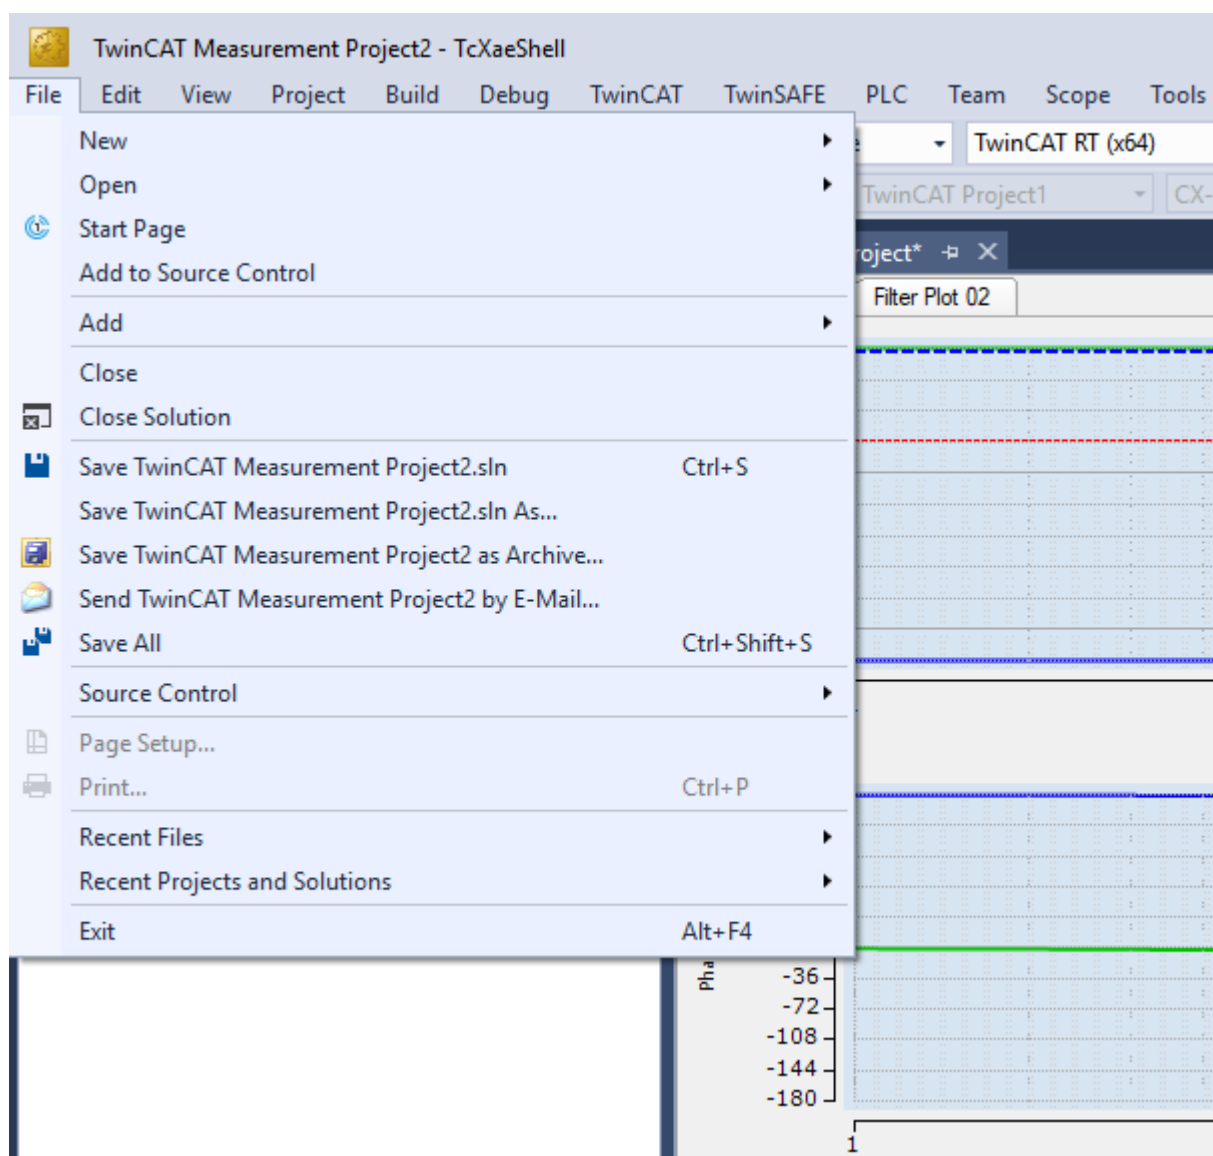 TwinCAT Measurement Project2 - TcXaeShell
File Edit View Project Build Debug TwinCAT TwinSAFE PLC Team Scope Tools
New
TwinCAT RT (x64)
Open
TwinCAT Project1 CX-
Start Page
roject*
Add to Source Control
Filter Plot 02
Add
Close
Close Solution
Save TwinCAT Measurement Project2.sln Ctrl+S
Save TwinCAT Measurement Project2.sln As...
Save TwinCAT Measurement Project2 as Archive...
Send TwinCAT Measurement Project2 by E-Mail...
Save All Ctrl+Shift+S
Source Control
Page Setup...
Print... Ctrl+P
Recent Files
Recent Projects and Solutions
Exit Alt+F4
Pha
-36
-72
-108
-144
-180
1